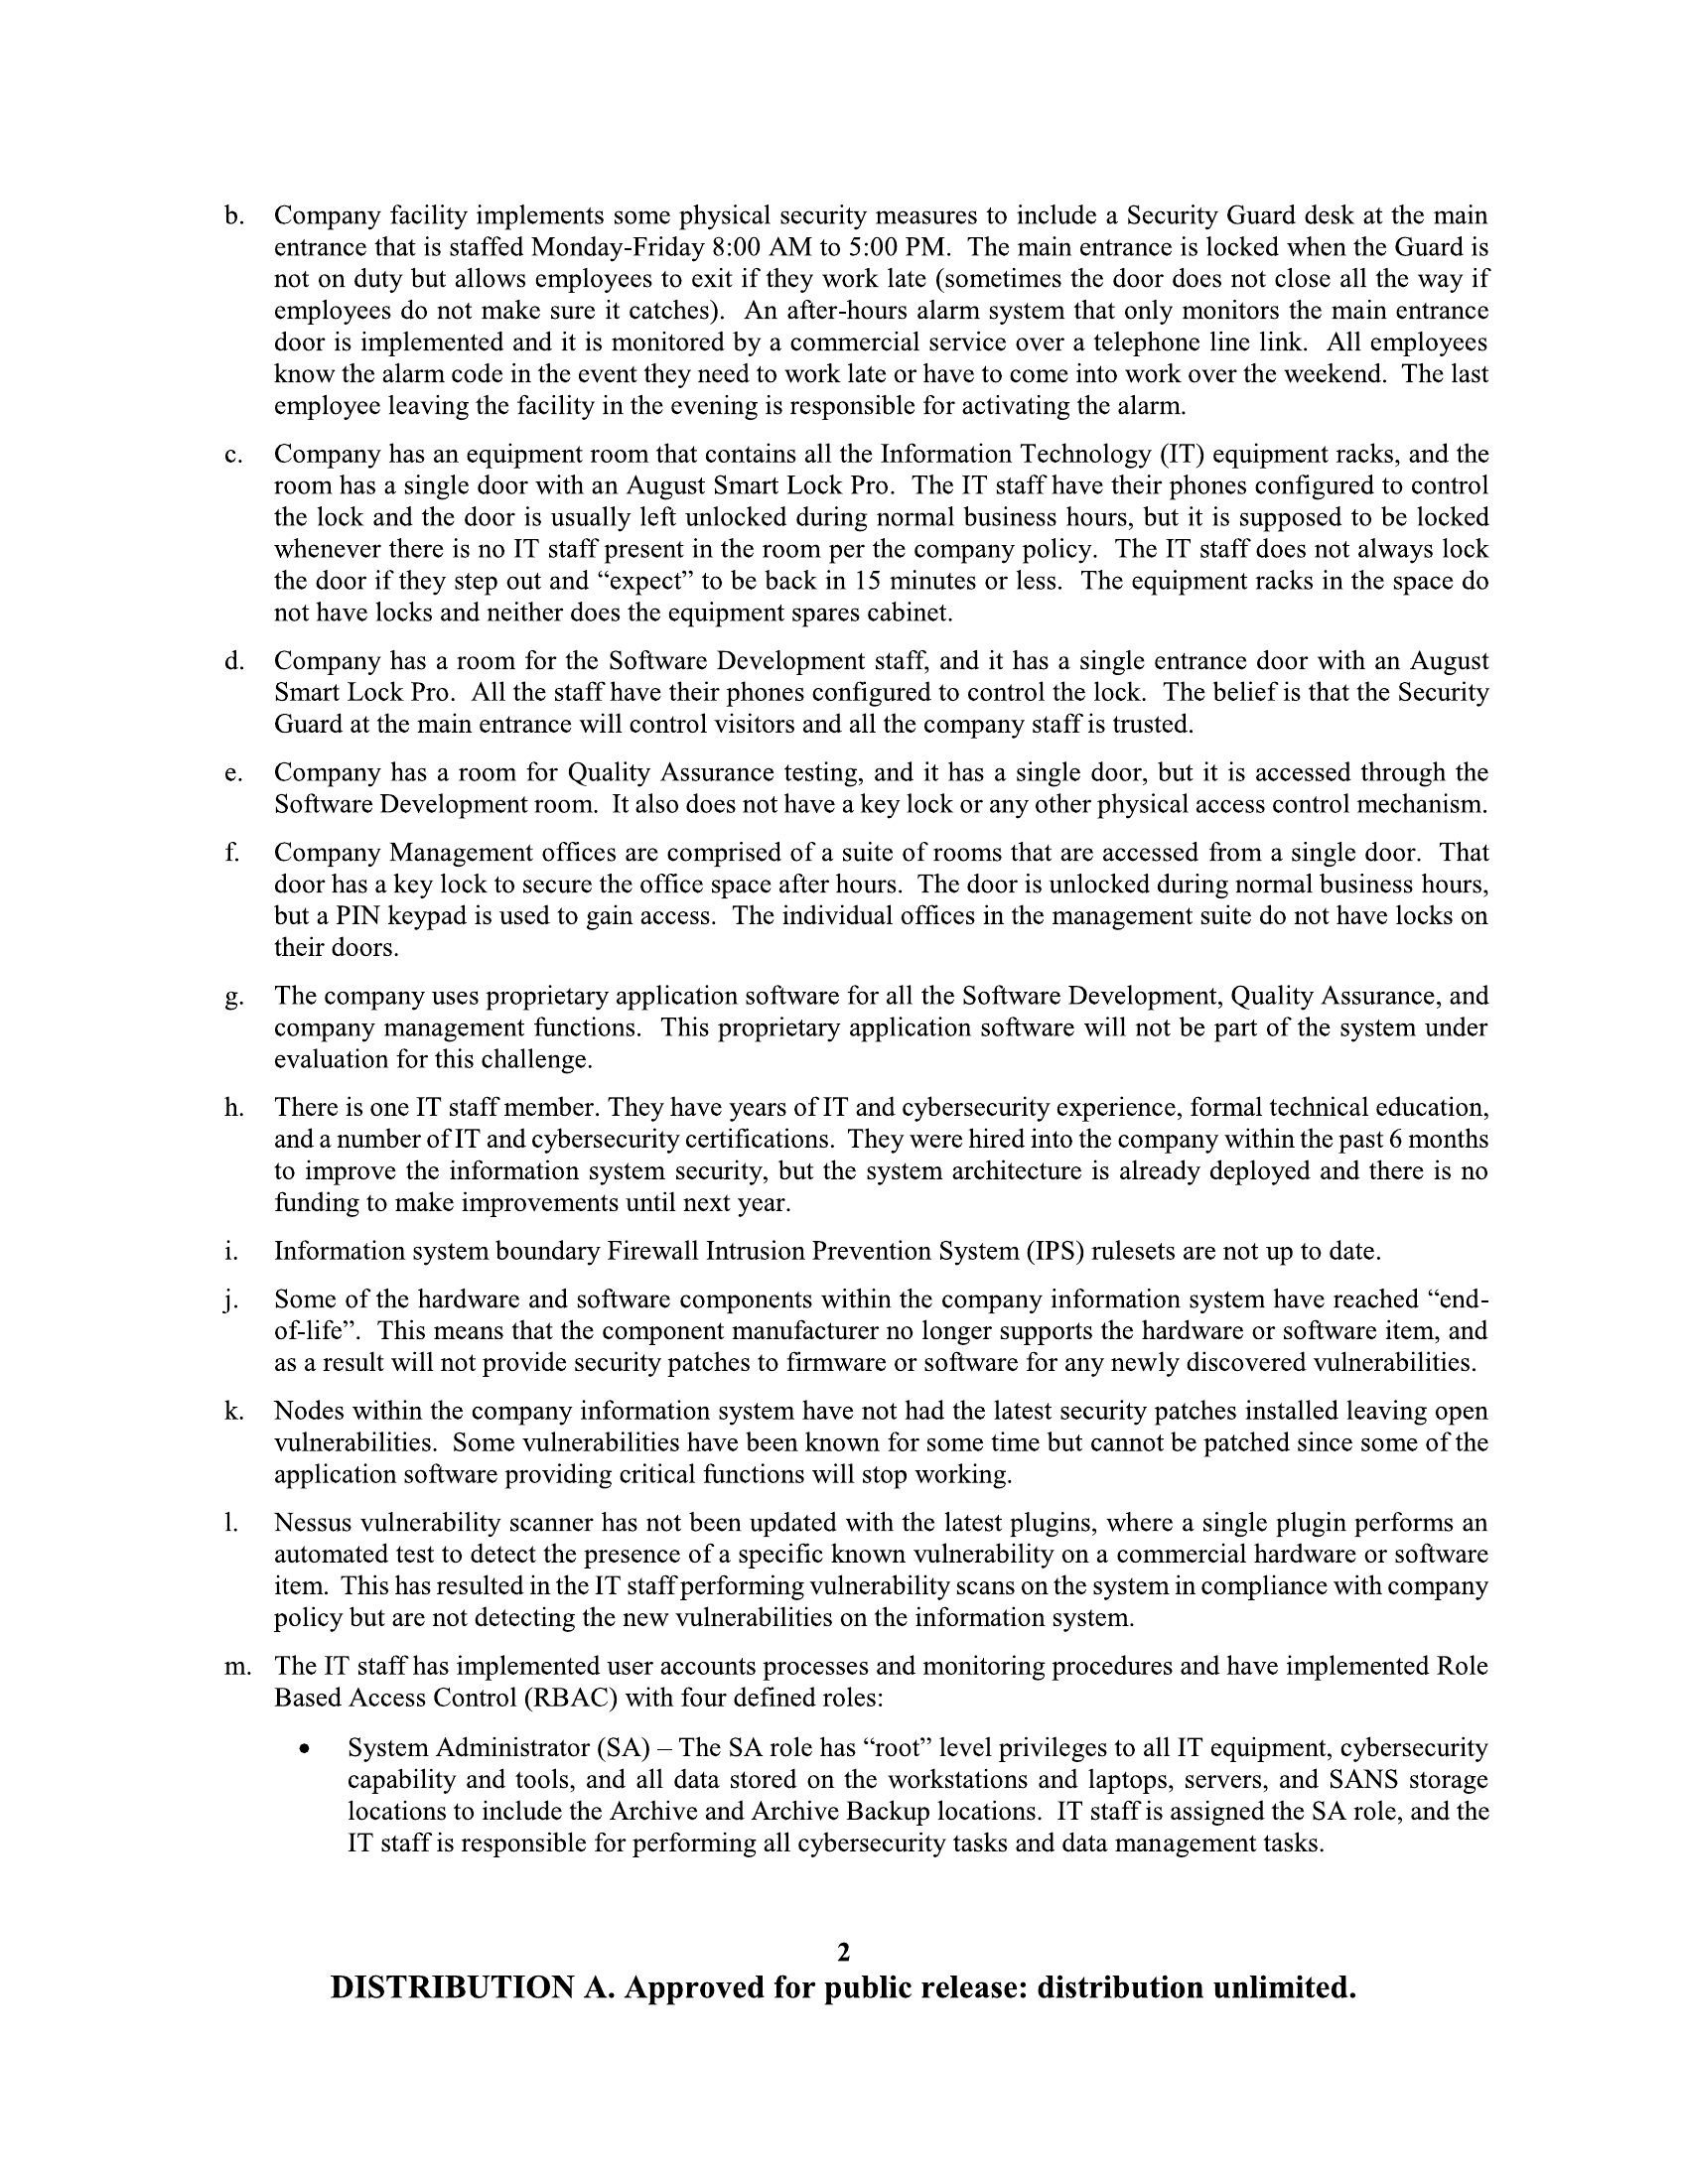 b. Company facility implements some physical security measures to include a Security Guard desk at the main
entrance that is staffed Monday-Friday 8:00 AM to 5:00 PM. The main entrance is locked when the Guard is
not on duty but allows employees to exit if they work late (sometimes the door does not close all the way if
employees do not make sure it catches). An after-hours alarm system that only monitors the main entrance
door is implemented and it is monitored by a commercial service over a telephone line link. All employees
know the alarm code in the event they need to work late or have to come into work over the weekend. The last
employee leaving the facility in the evening is responsible for activating the alarm.
c. Company has an equipment room that contains all the Information Technology (IT) equipment racks, and the
room has a single door with an August Smart Lock Pro. The IT staff have their phones configured to control
the lock and the door is usually left unlocked during normal business hours, but it is supposed to be locked
whenever there is no IT staff present in the room per the company policy. The IT staff does not always lock
the door if they step out and “expect” to be back in 15 minutes or less. The equipment racks in the space do
not have locks and neither does the equipment spares cabinet.
d. Company has a room for the Software Development staff, and it has a single entrance door with an August
Smart Lock Pro. All the staff have their phones configured to control the lock. The belief is that the Security
Guard at the main entrance will control visitors and all the company staff is trusted.
e. Company has a room for Quality Assurance testing, and it has a single door, but it is accessed through the
Software Development room. It also does not have a key lock or any other physical access control mechanism.
f. Company Management offices are comprised of a suite of rooms that are accessed from a single door. That
door has a key lock to secure the office space after hours. The door is unlocked during normal business hours,
but a PIN keypad is used to gain access. The individual offices in the management suite do not have locks on
their doors.
g. The company uses proprietary application software for all the Software Development, Quality Assurance, and
company management functions. This proprietary application software will not be part of the system under
evaluation for this challenge.
h. There is one IT staff member. They have years of IT and cybersecurity experience, formal technical education,
and a number of IT and cybersecurity certifications. They were hired into the company within the past 6 months
to improve the information system security, but the system architecture is already deployed and there is no
funding to make improvements until next year.
i. Information system boundary Firewall Intrusion Prevention System (IPS) rulesets are not up to date.
j. Some of the hardware and software components within the company information system have reached “end-
of-life”. This means that the component manufacturer no longer supports the hardware or software item, and
as a result will not provide security patches to firmware or software for any newly discovered vulnerabilities.
k. Nodes within the company information system have not had the latest security patches installed leaving open
vulnerabilities. Some vulnerabilities have been known for some time but cannot be patched since some of the
application software providing critical functions will stop working.
l. Nessus vulnerability scanner has not been updated with the latest plugins, where a single plugin performs an
automated test to detect the presence of a specific known vulnerability on a commercial hardware or software
item. This has resulted in the IT staff performing vulnerability scans on the system in compliance with company
policy but are not detecting the new vulnerabilities on the information system.
m. The IT staff has implemented user accounts processes and monitoring procedures and have implemented Role
Based Access Control (RBAC) with four defined roles:
• System Administrator (SA) – The SA role has “root” level privileges to all IT equipment, cybersecurity
capability and tools, and all data stored on the workstations and laptops, servers, and SANS storage
locations to include the Archive and Archive Backup locations. IT staff is assigned the SA role, and the
IT staff is responsible for performing all cybersecurity tasks and data management tasks.
2
DISTRIBUTION A. Approved for public release: distribution unlimited.